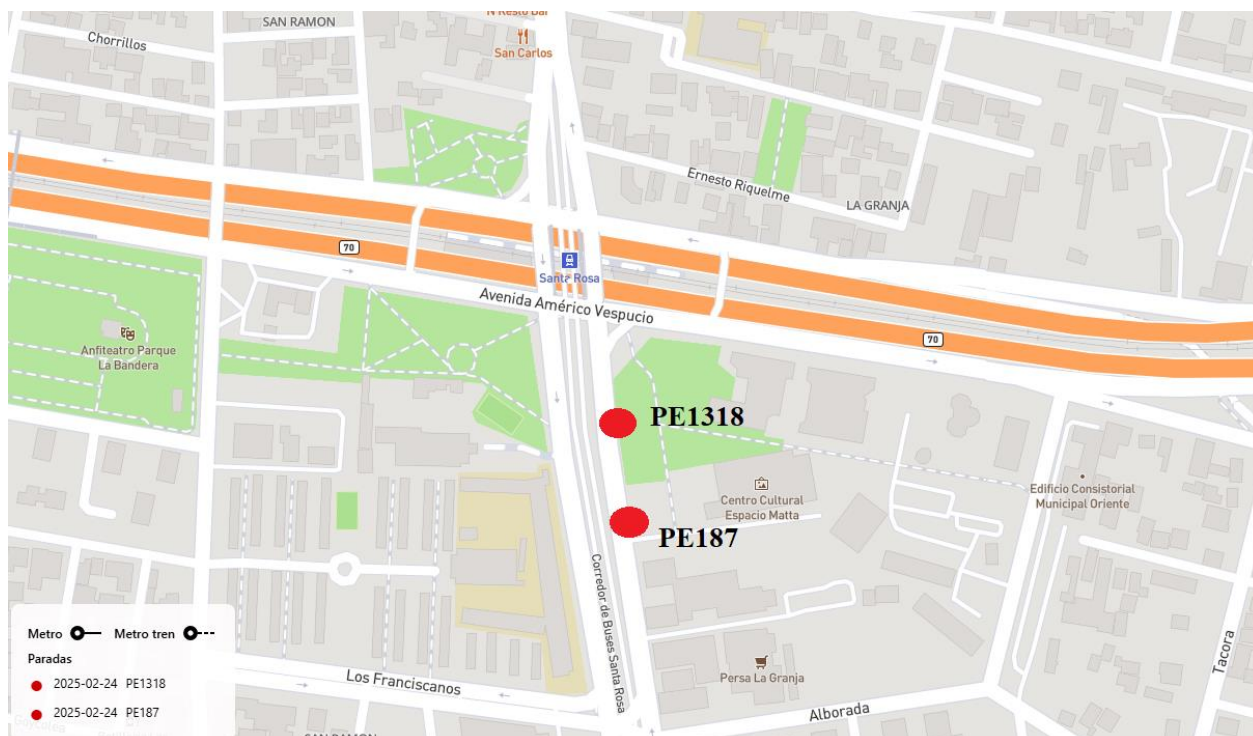 SAN RAMON
N Resto Bar
Chorrillos
San Carlos
Ernesto Riquelme
LA GRANJA
70
Santa Rosa
Avenida Américo Vespucio
70
Anfiteatro Parque
La Bandera
PE1318
Centro Cultural
Espacio Matta
Edificio Consistorial
Municipal Oriente
PE187
Corredor de Buses Santa Rosa
Metro Metro tren
Paradas
2025-02-24 PE1318
2025-02-24 PE187
Los Franciscanos
Persa La Granja
Tacora
Alborada
SAN RAMON